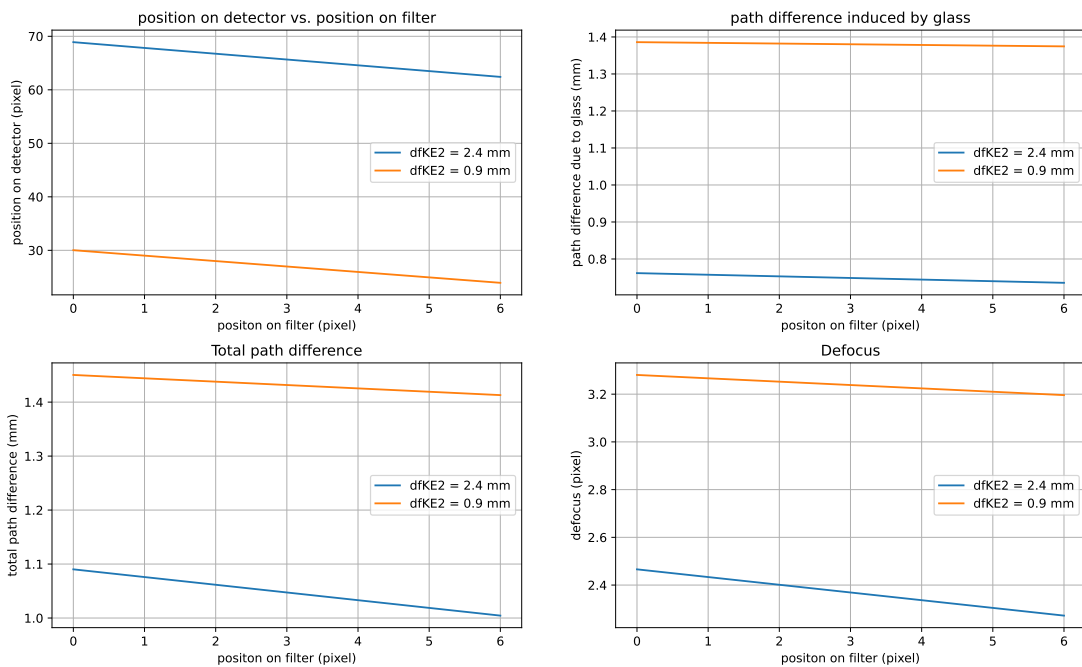 position on detector vs. position on filter
position on detector (pixel)
70
60
50
40
30
dfKE2 = 2.4 mm
dfKE2 = 0.9 mm
0 1 2 3 4 5 6
positon on filter (pixel)
path difference induced by glass
path difference due to glass (mm)
1.4
1.3
1.2
1.1
1.0
0.9
0.8
dfKE2 = 2.4 mm
dfKE2 = 0.9 mm
0 1 2 3 4 5 6
positon on filter (pixel)
Total path difference
total path difference (mm)
1.4
1.3
1.2
1.1
1.0
dfKE2 = 2.4 mm
dfKE2 = 0.9 mm
0 1 2 3 4 5 6
positon on filter (pixel)
Defocus
defocus (pixel)
3.2
3.0
2.8
2.6
2.4
dfKE2 = 2.4 mm
dfKE2 = 0.9 mm
0 1 2 3 4 5 6
positon on filter (pixel)